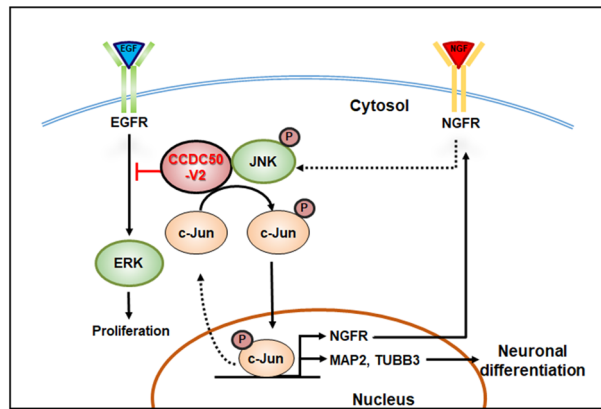 EGF
NGF
EGFR
Cytosol
NGFR
P
CCDC50
-V2
JNK
c-Jun
P
c-Jun
ERK
Proliferation
P
c-Jun
NGFR
MAP2, TUBB3
Neuronal
differentiation
Nucleus